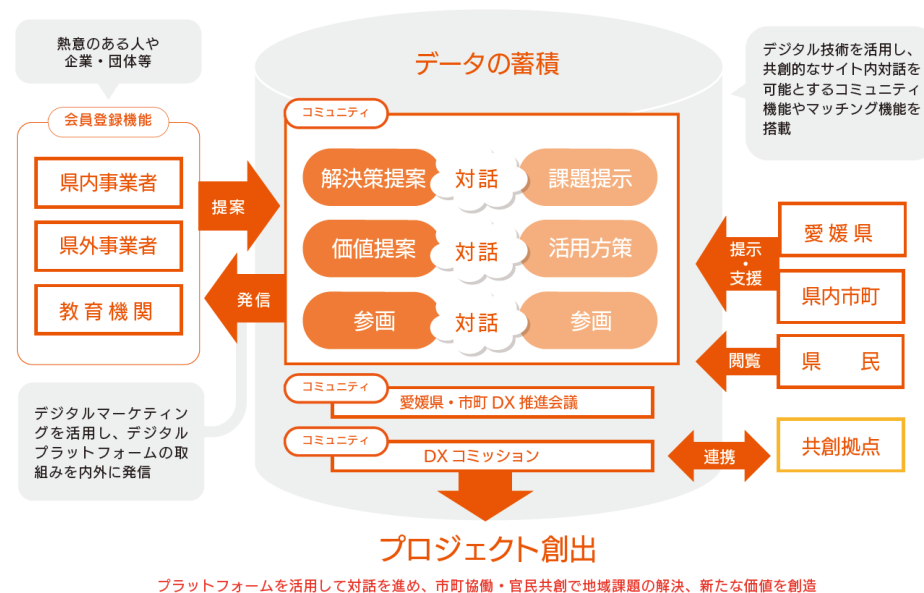 熱意のある人や
企業・団体等
会員登録機能
県内事業者
県外事業者
教育機関
提案
発信
デジタルマーケティン
グを活用し、デジタル
プラットフォームの取
組みを内外に発信
データの蓄積
コミュニティ
解決策提案 対話 課題提示
価値提案 対話 活用方策
参画 対話 参画
コミュニティ
愛媛県・市町 DX 推進会議
コミュニティ
DX コミッション
デジタル技術を活用し、
共創的なサイト内対話を
可能とするコミュニティ
機能やマッチング機能を
搭載
提示
・
支援
愛媛県
県内市町
閲覧
県 民
連携
共創拠点
プロジェクト創出
プラットフォームを活用して対話を進め、市町協働・官民共創で地域課題の解決、新たな価値を創造